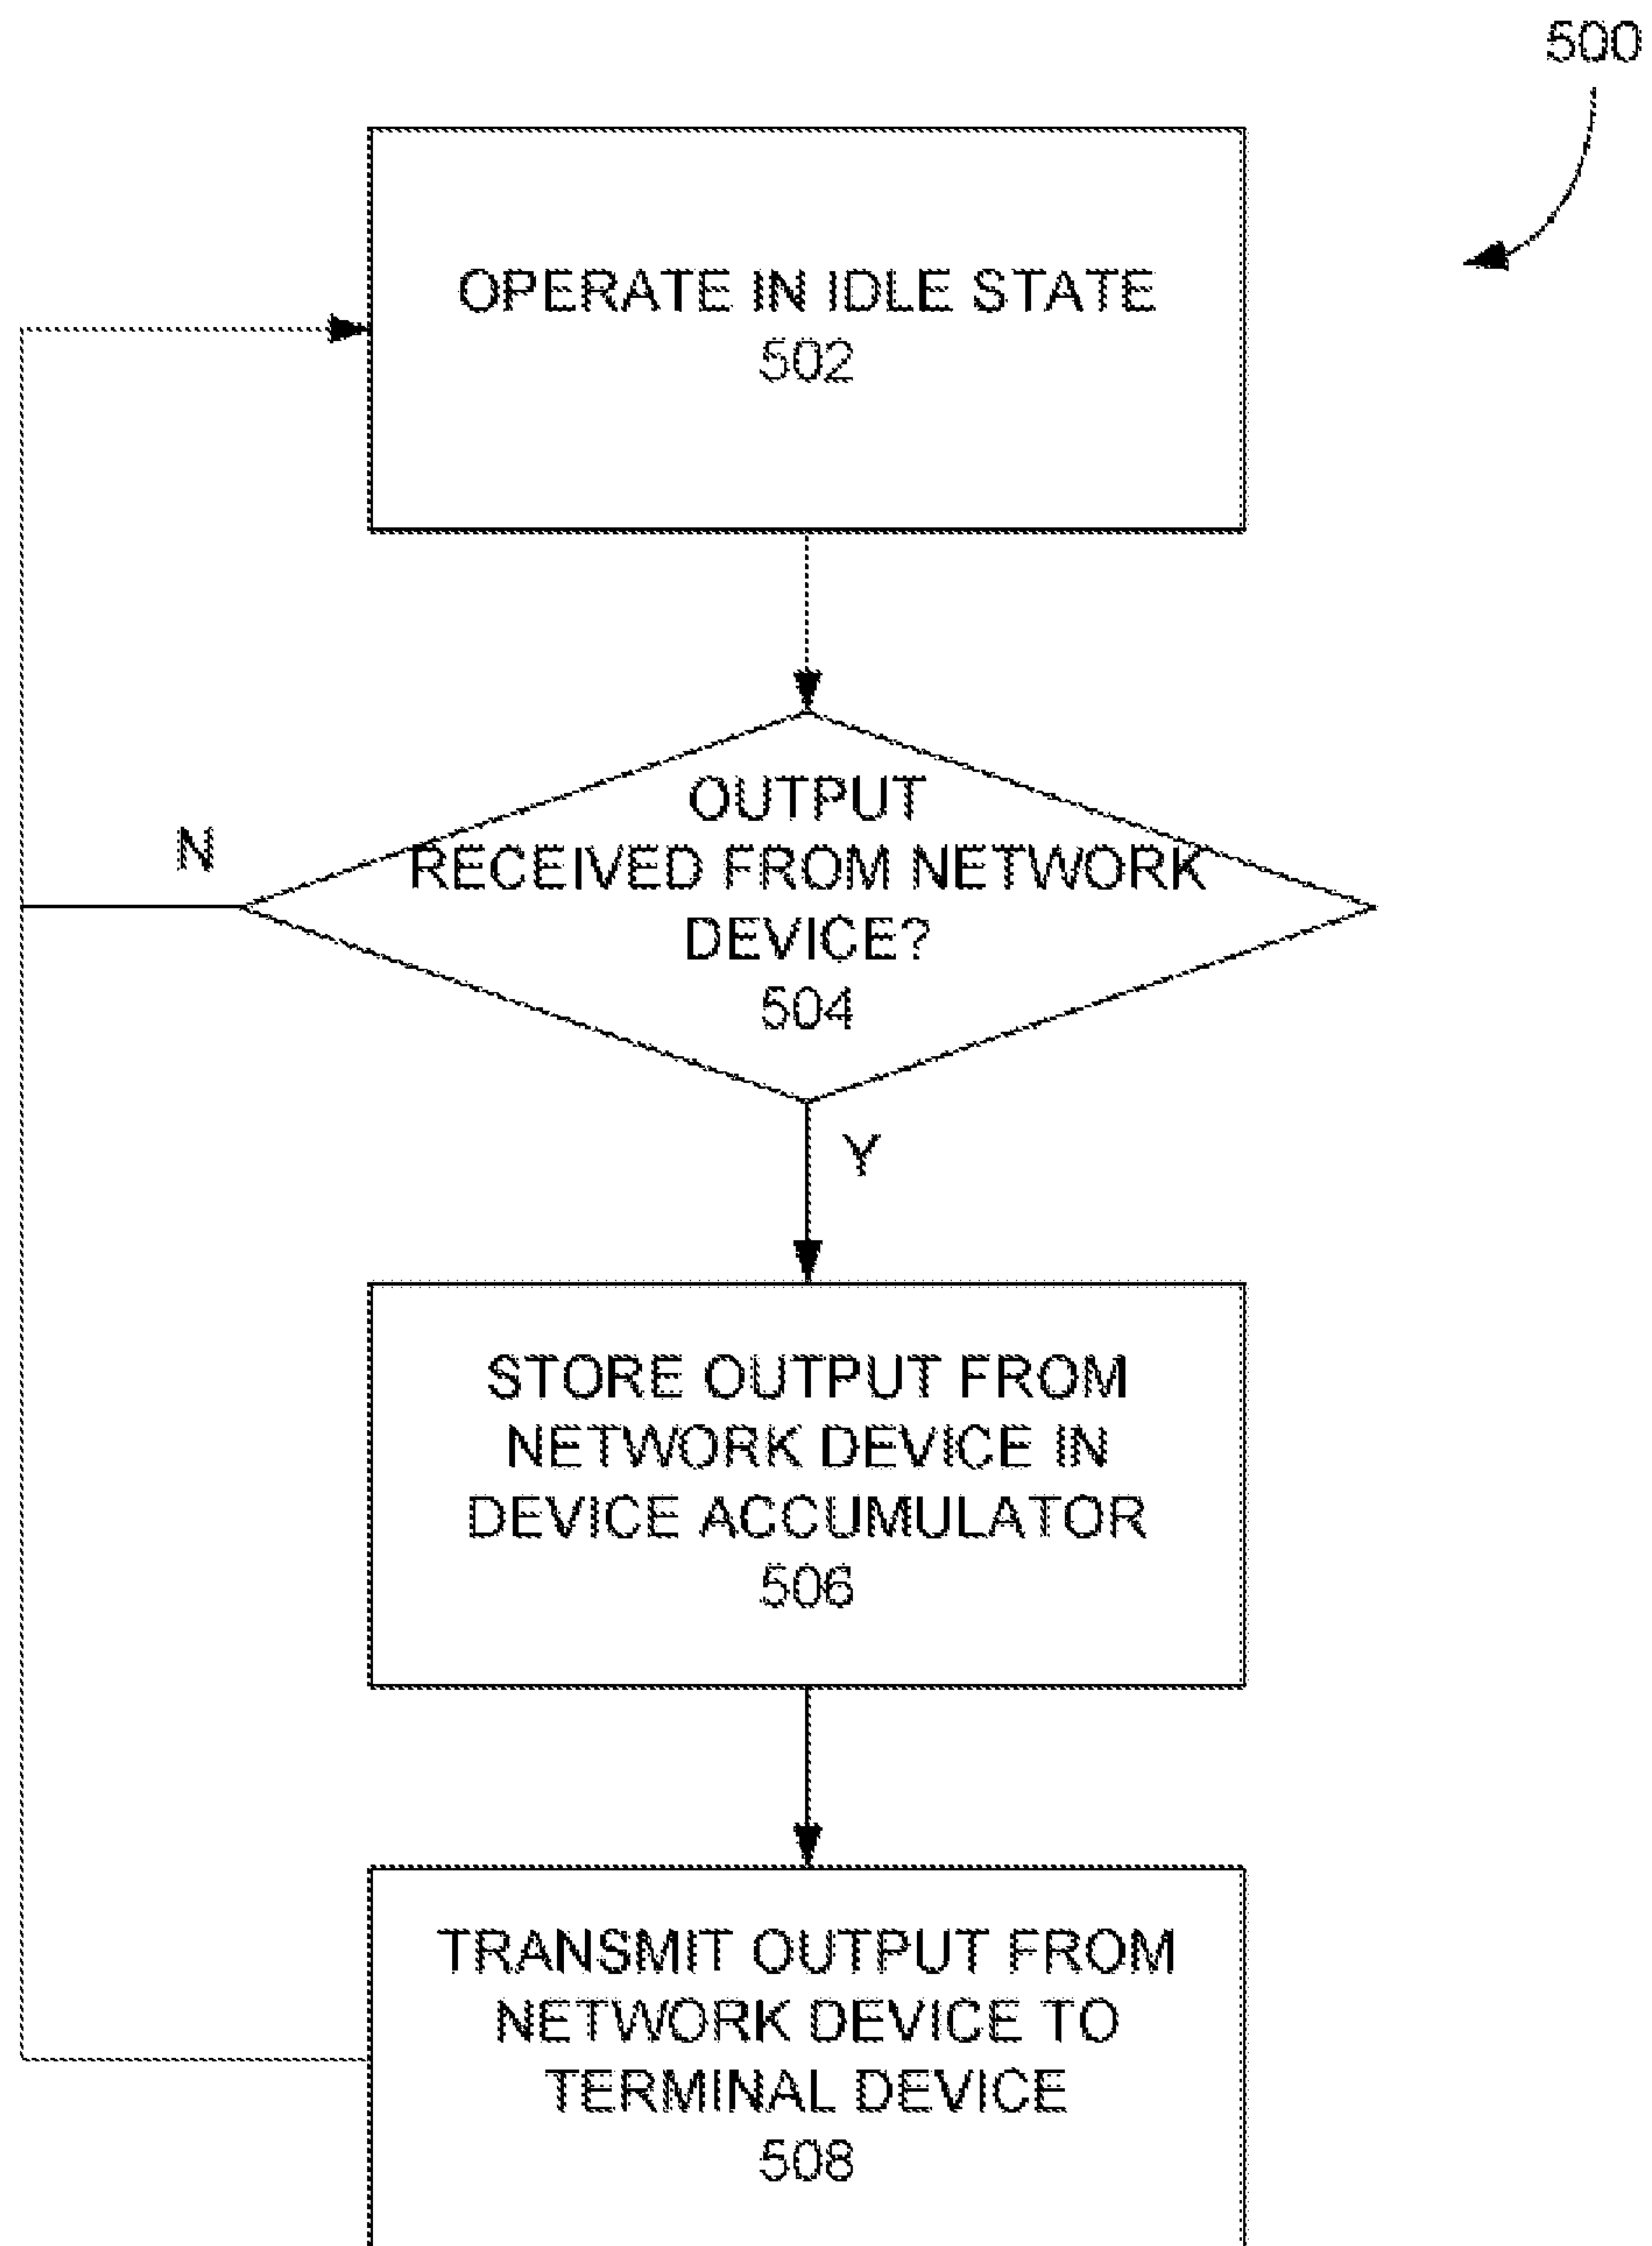 500
OPERATE IN IDLE STATE
502
OUTPUT
RECEIVED FROM NETWORK
DEVICE?
504
N
Y
STORE OUTPUT FROM
NETWORK DEVICE IN
DEVICE ACCUMULATOR
506
TRANSMIT OUTPUT FROM
NETWORK DEVICE TO
TERMINAL DEVICE
508